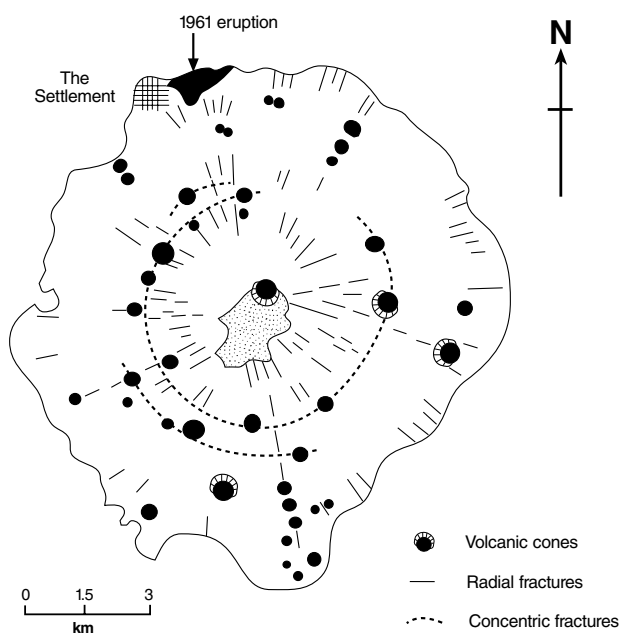 1961 eruption
The
Settlement
N
Volcanic cones
Radial fractures
Concentric fractures
0 1.5 3
km